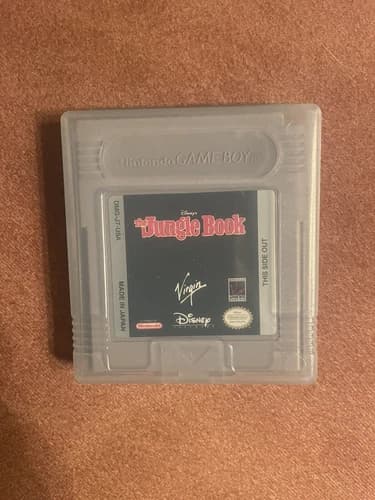 Nintendo GAME BOY
DMG-J7-USA
MADE IN JAPAN
Disney's
the Jungle Book
Virgin
Nintendo
Disney
THIS SIDE OUT